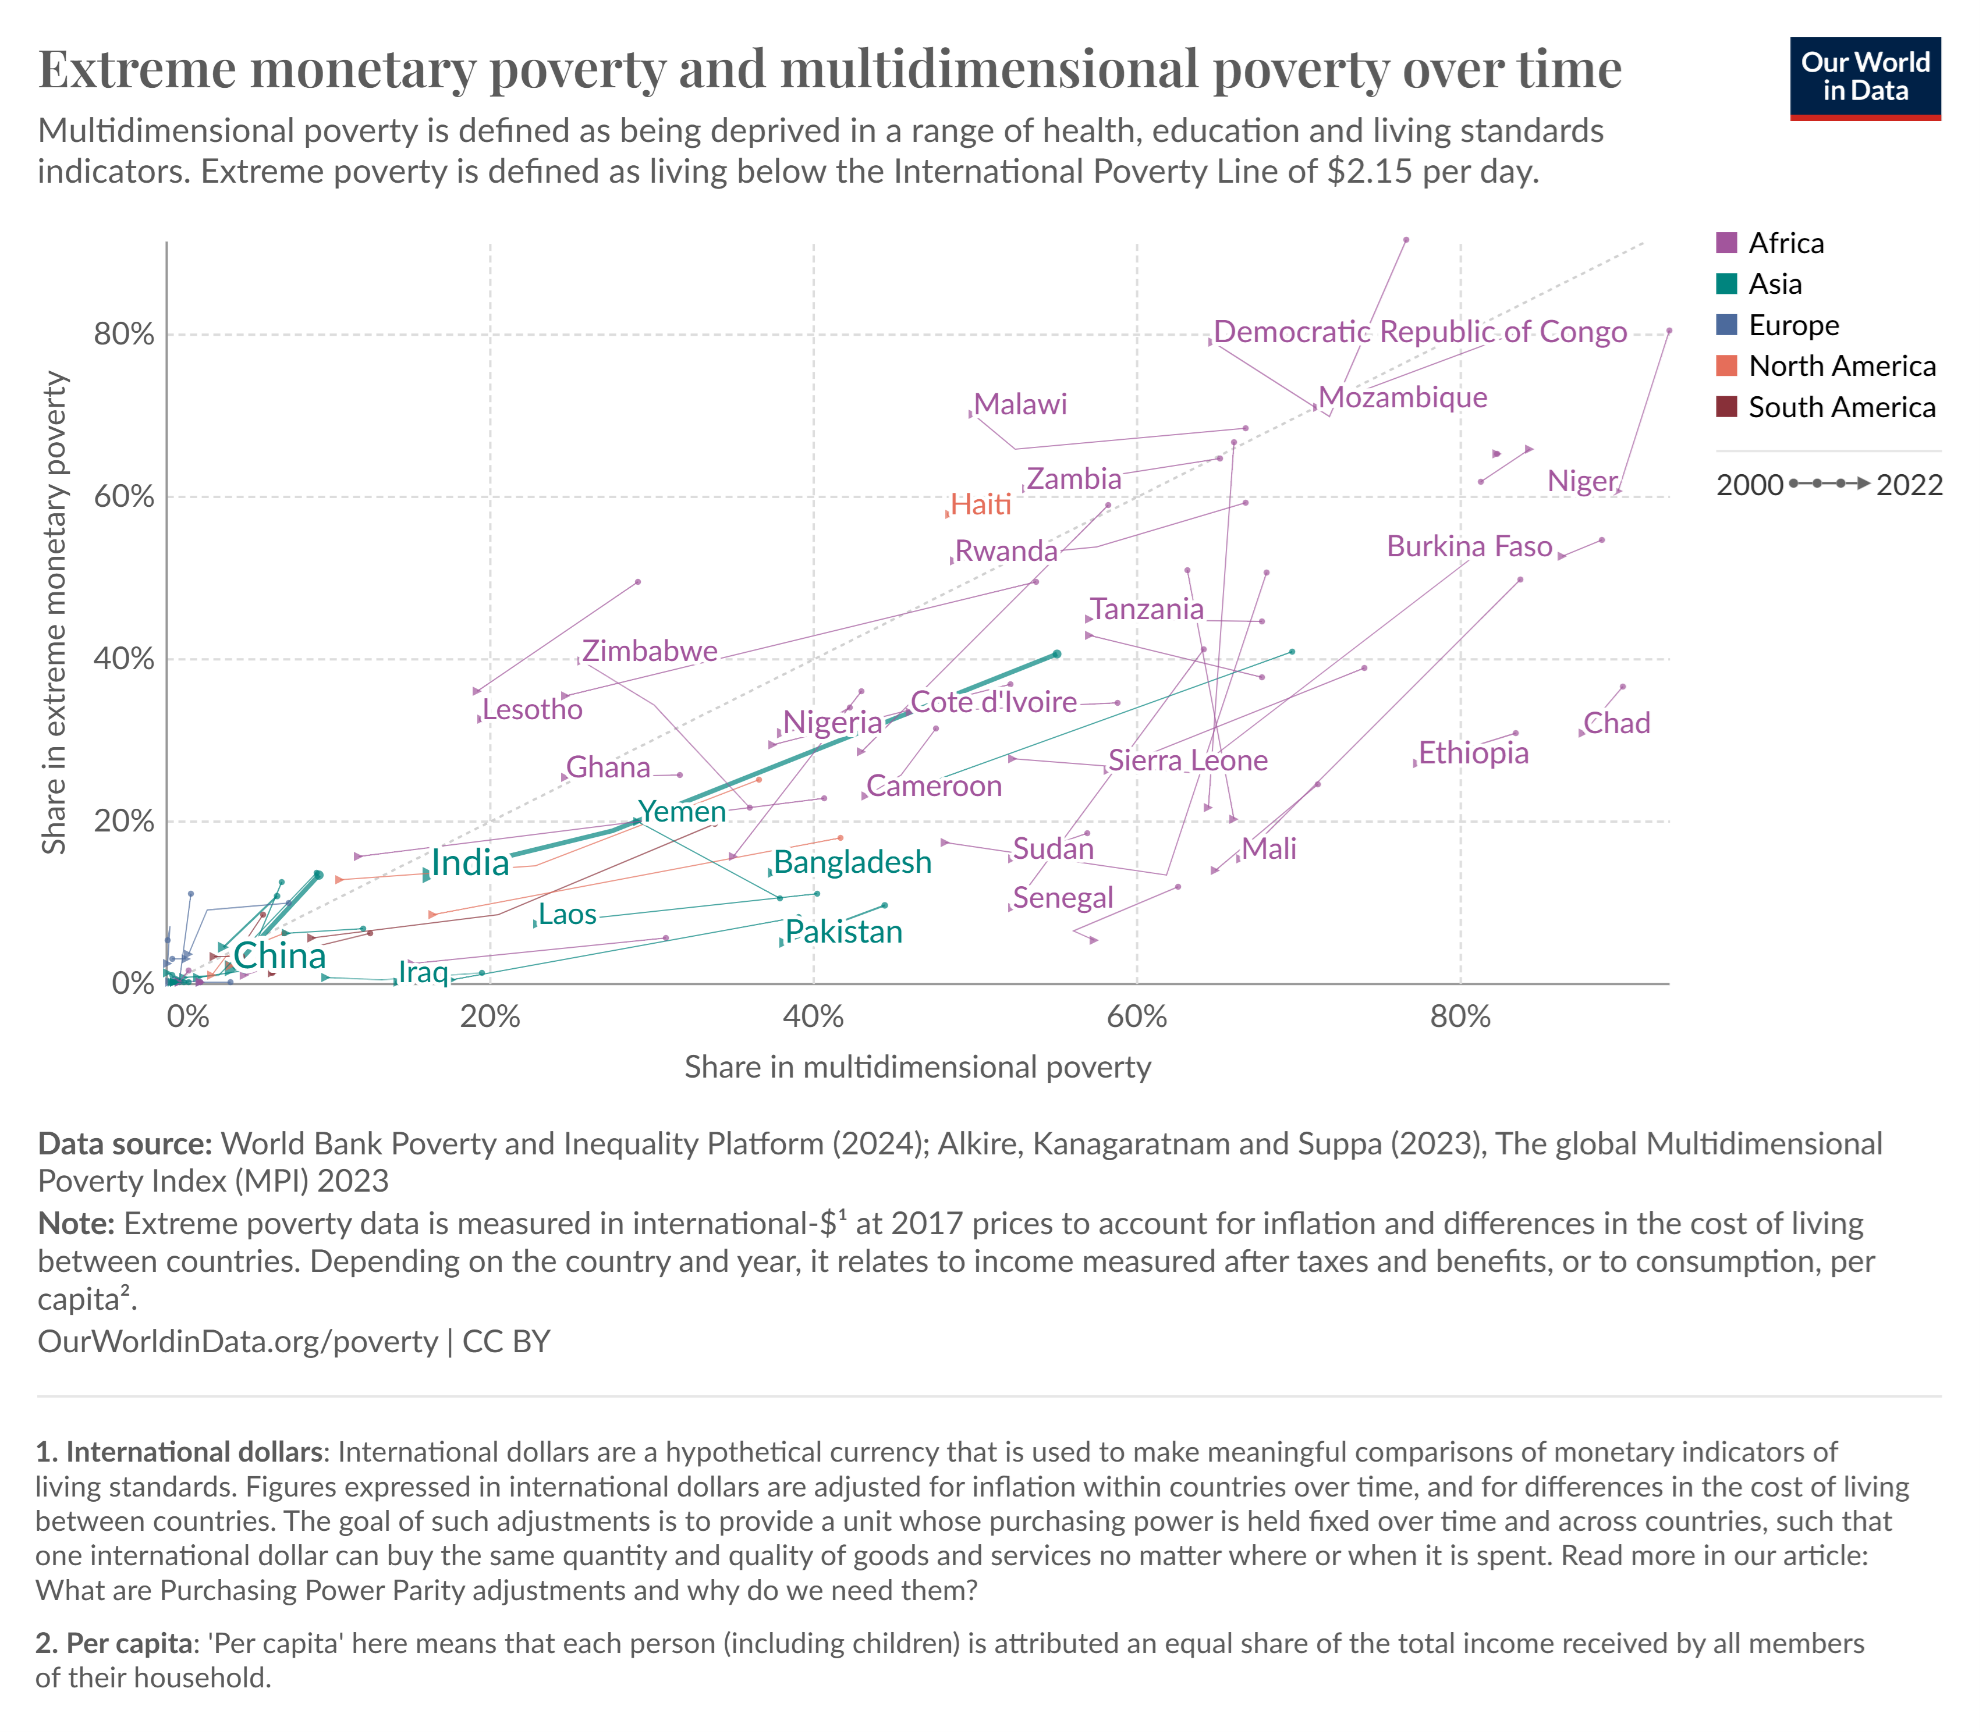 Extreme monetary poverty and multidimensional poverty over time
Our World
in Data
Multidimensional poverty is defined as being deprived in a range of health, education and living standards
indicators. Extreme poverty is defined as living below the International Poverty Line of $2.15 per day.
Africa
Asia
Europe
North America
South America
2000
2022
Share in extreme monetary poverty
80%
60%
40%
20%
0%
Democratic Republic of Congo
Malawi
Mozambique
Zambia
Niger
Haiti
Rwanda
Burkina Faso
Tanzania
Zimbabwe
Lesotho
Cote d'Ivoire
Nigeria
Chad
Ethiopia
Ghana
Sierra Leone
Cameroon
Yemen
India
Bangladesh
Sudan
Mali
Senegal
Laos
Pakistan
China
Iraq
0%
20%
40%
60%
80%
Share in multidimensional poverty
Data source: World Bank Poverty and Inequality Platform (2024); Alkire, Kanagaratnam and Suppa (2023), The global Multidimensional
Poverty Index (MPI) 2023
Note: Extreme poverty data is measured in international-$¹ at 2017 prices to account for inflation and differences in the cost of living
between countries. Depending on the country and year, it relates to income measured after taxes and benefits, or to consumption, per
capita².
OurWorldinData.org/poverty | CC BY
1. International dollars: International dollars are a hypothetical currency that is used to make meaningful comparisons of monetary indicators of
living standards. Figures expressed in international dollars are adjusted for inflation within countries over time, and for differences in the cost of living
between countries. The goal of such adjustments is to provide a unit whose purchasing power is held fixed over time and across countries, such that
one international dollar can buy the same quantity and quality of goods and services no matter where or when it is spent. Read more in our article:
What are Purchasing Power Parity adjustments and why do we need them?
2. Per capita: 'Per capita' here means that each person (including children) is attributed an equal share of the total income received by all members
of their household.